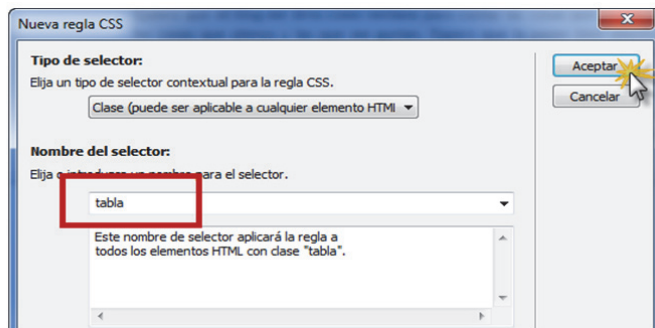 Nueva regla CSS
Tipo de selector:
Elija un tipo de selector contextual para la regla CSS.
Clase (puede ser aplicable a cualquier elemento HTMl
Nombre del selector:
Elija o introduzca un nombre para el selector.
tabla
Este nombre de selector aplicará la regla a
todos los elementos HTML con clase "tabla".
Aceptar
Cancelar